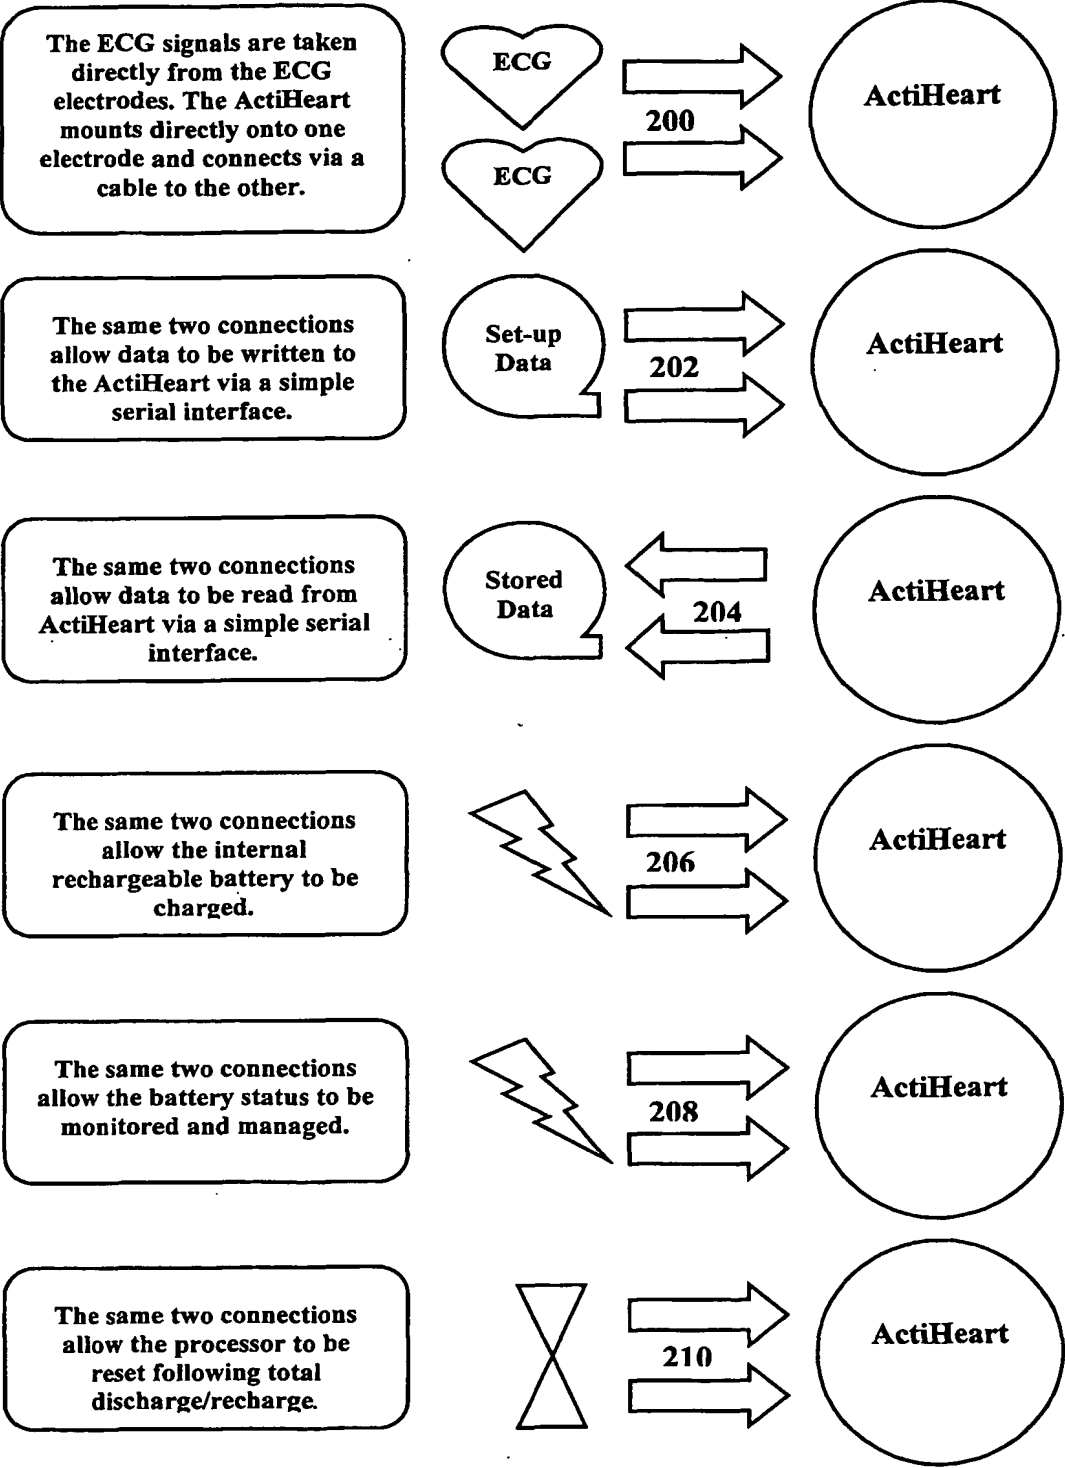 The ECG signals are taken
directly from the ECG
electrodes. The ActiHeart
mounts directly onto one
electrode and connects via a
cable to the other.
ECG
ECG
200
ActiHeart
The same two connections
allow data to be written to
the ActiHeart via a simple
serial interface.
Set-up
Data
202
ActiHeart
The same two connections
allow data to be read from
ActiHeart via a simple serial
interface.
Stored
Data
204
ActiHeart
The same two connections
allow the internal
rechargeable battery to be
charged.
206
ActiHeart
The same two connections
allow the battery status to be
monitored and managed.
208
ActiHeart
The same two connections
allow the processor to be
reset following total
discharge/recharge.
210
ActiHeart